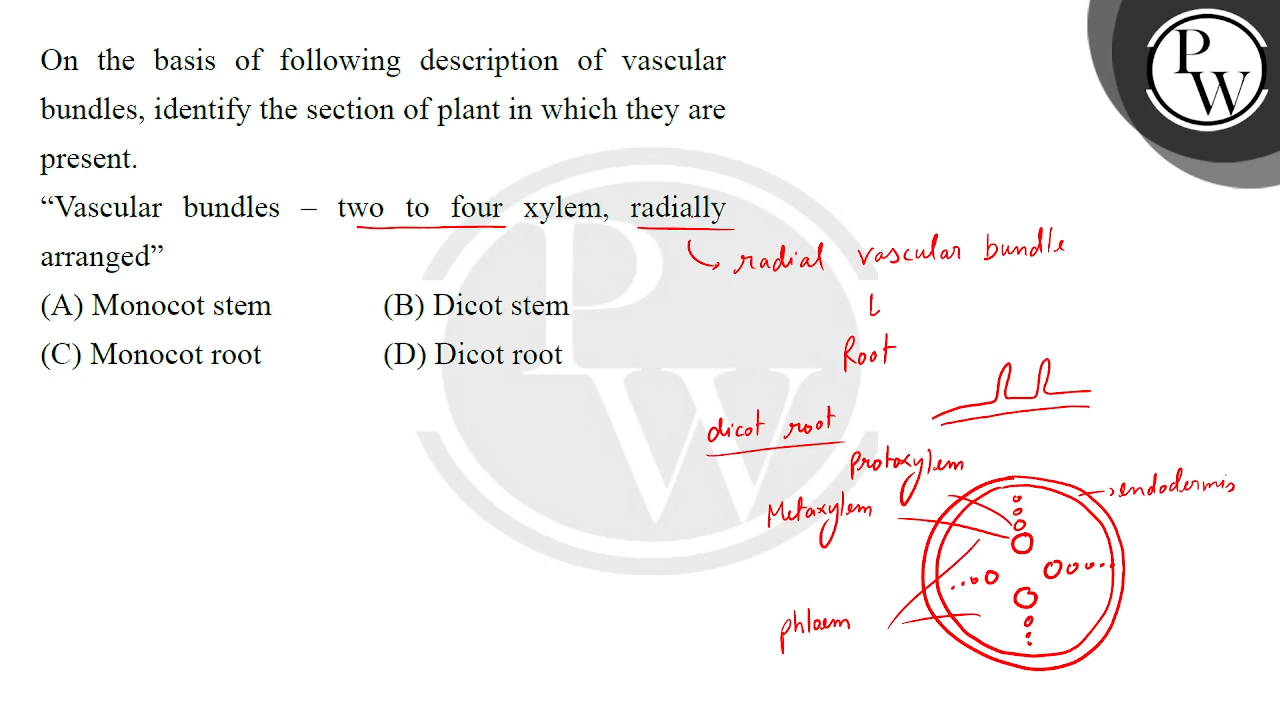 On the basis of following description of vascular
bundles, identify the section of plant in which they are
present.
“Vascular bundles – two to four xylem, radially
arranged”
(A) Monocot stem (B) Dicot stem
(C) Monocot root (D) Dicot root
radial vascular bundle
Root
dicot root
protoxylem
Metaxylem
endodermis
phloem
PW
PW